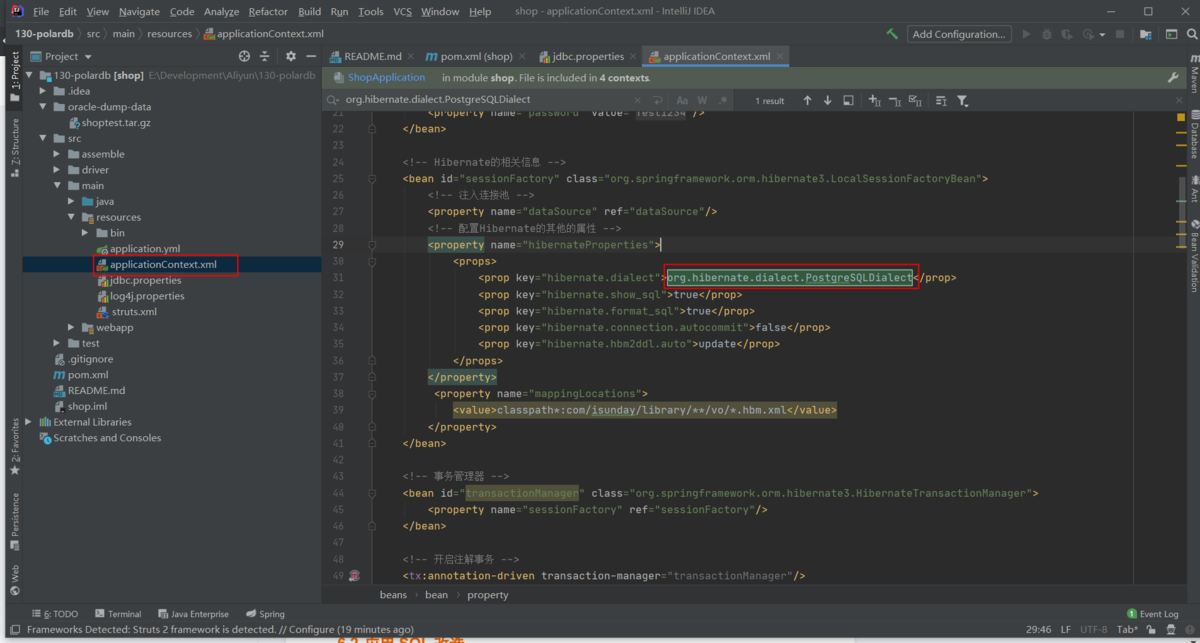 File Edit View Navigate Code Analyze Refactor Build Run Tools VCS Window Help shop - applicationContext.xml - IntelliJ IDEA
130-polardb src main resources applicationContext.xml Add Configuration...
Project
README.md pom.xml (shop) jdbc.properties applicationContext.xml
130-polardb [shop] E:\Development\Aliyun\130-polardb
.idea
oracle-dump-data
shoptest.tar.gz
src
assemble
driver
main
java
resources
bin
application.yml
applicationContext.xml
jdbc.properties
log4j.properties
struts.xml
webapp
test
.gitignore
pom.xml
README.md
shop.iml
External Libraries
Scratches and Consoles
ShopApplication in module shop. File is included in 4 contexts.
org.hibernate.dialect.PostgreSQLDialect Aa W .* 1 result
21 <property name="password" value="Test1234"/>
22 </bean>
23
24 <!-- Hibernate的相关信息 -->
25 <bean id="sessionFactory" class="org.springframework.orm.hibernate3.LocalSessionFactoryBean">
26 <!-- 注入连接池 -->
27 <property name="dataSource" ref="dataSource"/>
28 <!-- 配置Hibernate的其他的属性 -->
29 <property name="hibernateProperties">
30 <props>
31 <prop key="hibernate.dialect">org.hibernate.dialect.PostgreSQLDialect</prop>
32 <prop key="hibernate.show_sql">true</prop>
33 <prop key="hibernate.format_sql">true</prop>
34 <prop key="hibernate.connection.autocommit">false</prop>
35 <prop key="hibernate.hbm2ddl.auto">update</prop>
36 </props>
37 </property>
38 <property name="mappingLocations">
39 <value>classpath*:com/isunday/library/**/vo/*.hbm.xml</value>
40 </property>
41 </bean>
42
43 <!-- 事务管理器 -->
44 <bean id="transactionManager" class="org.springframework.orm.hibernate3.HibernateTransactionManager">
45 <property name="sessionFactory" ref="sessionFactory"/>
46 </bean>
47
48 <!-- 开启注解事务 -->
49 <tx:annotation-driven transaction-manager="transactionManager"/>
beans bean property
1: Project
7: Structure
2: Favorites
Persistence
Web
Maven
Database
Ant
Bean Validation
6: TODO Terminal Java Enterprise Spring 1 Event Log
Frameworks Detected: Struts 2 framework is detected. // Configure (19 minutes ago) 29:46 LF UTF-8 Tab*